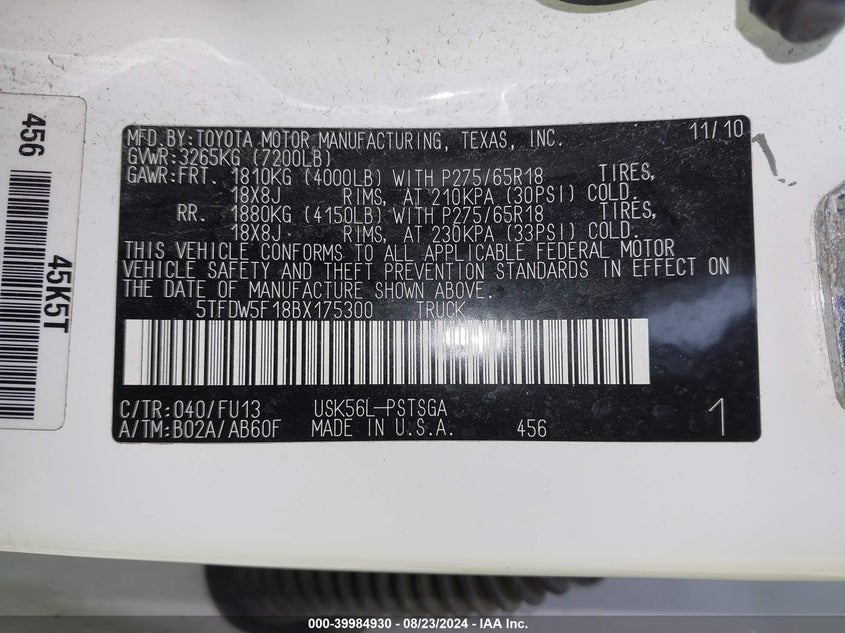 456
45K5T
MFD.BY:TOYOTA MOTOR MANUFACTURING, TEXAS, INC. 11/10
GVWR:3265KG (7200LB)
GAWR:FRT. 1810KG (4000LB) WITH P275/65R18 TIRES,
18X8J RIMS, AT 210KPA (30PSI) COLD.
RR. 1880KG (4150LB) WITH P275/65R18 TIRES,
18X8J RIMS, AT 230KPA (33PSI) COLD.
THIS VEHICLE CONFORMS TO ALL APPLICABLE FEDERAL MOTOR
VEHICLE SAFETY AND THEFT PREVENTION STANDARDS IN EFFECT ON
THE DATE OF MANUFACTURE SHOWN ABOVE.
5TFDW5F18BX175300 TRUCK
C/TR:040/FU13 USK56L-PSTSGA
A/TM:B02A/AB60F MADE IN U.S.A. 456 1
000-39984930 - 08/23/2024 - IAA Inc.